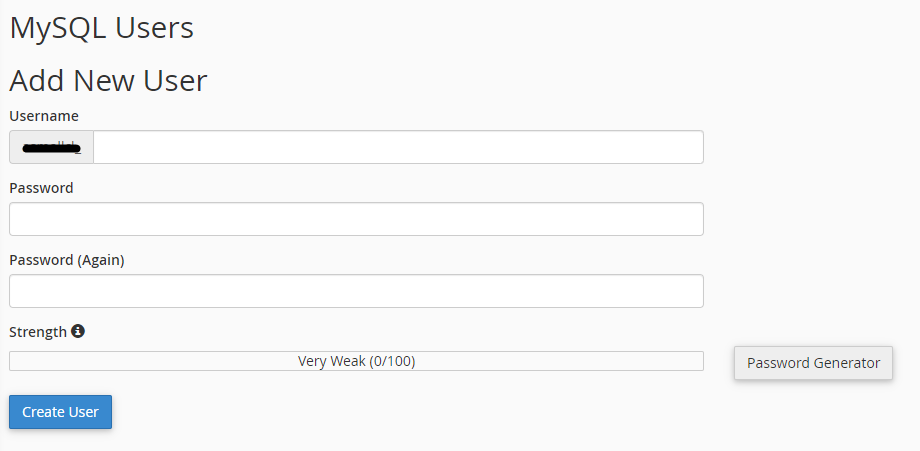 MySQL Users
Add New User
Username
Password
Password (Again)
Strength
Very Weak (0/100)
Password Generator
Create User